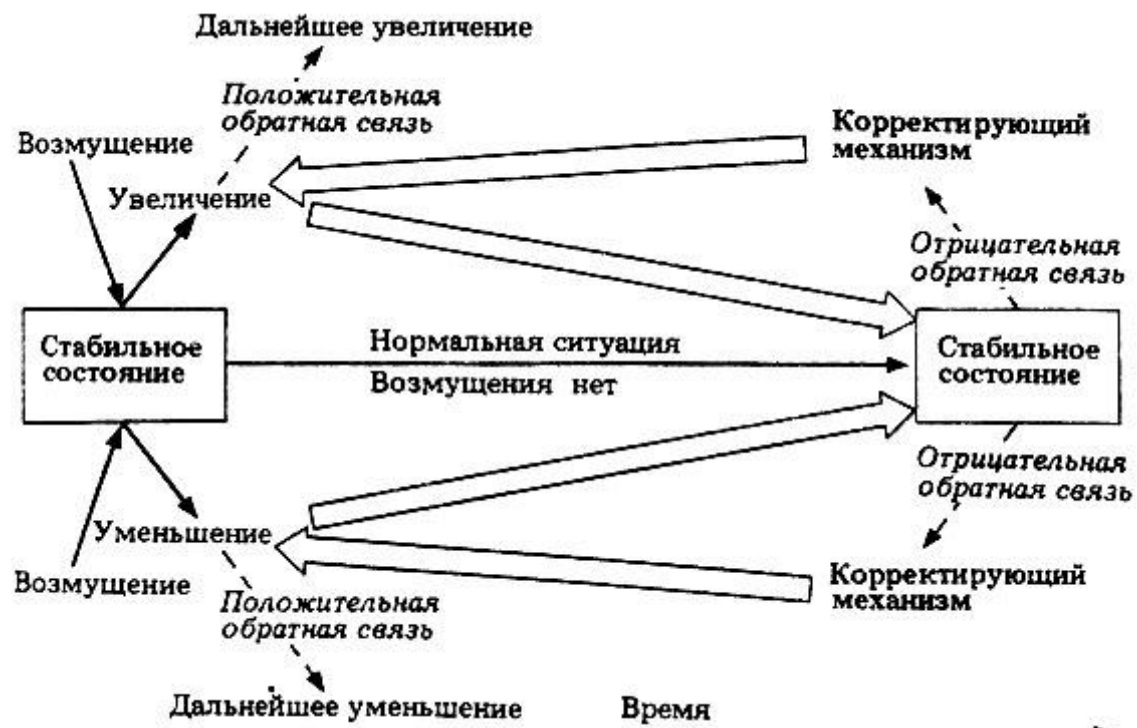 Дальнейшее увеличение
Положительная
обратная связь
Возмущение
Увеличение
Корректирующий
механизм
Отрицательная
обратная связь
Стабильное
состояние
Нормальная ситуация
Возмущения нет
Стабильное
состояние
Отрицательная
обратная связь
Уменьшение
Возмущение
Положительная
обратная связь
Корректирующий
механизм
Дальнейшее уменьшение
Время